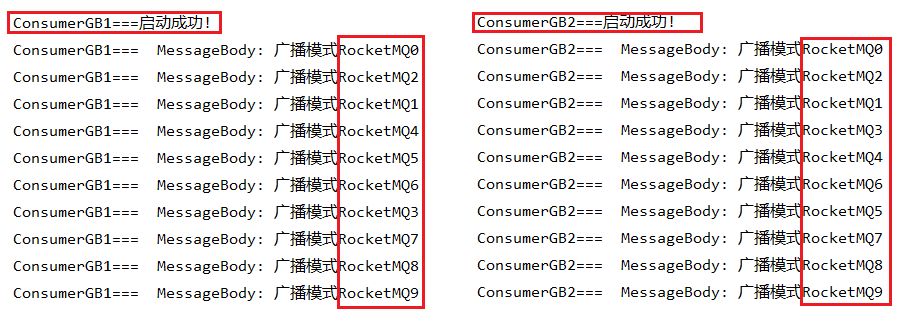 ConsumerGB1===启动成功!
ConsumerGB1===  MessageBody: 广播模式RocketMQ0
ConsumerGB1===  MessageBody: 广播模式RocketMQ2
ConsumerGB1===  MessageBody: 广播模式RocketMQ1
ConsumerGB1===  MessageBody: 广播模式RocketMQ4
ConsumerGB1===  MessageBody: 广播模式RocketMQ5
ConsumerGB1===  MessageBody: 广播模式RocketMQ6
ConsumerGB1===  MessageBody: 广播模式RocketMQ3
ConsumerGB1===  MessageBody: 广播模式RocketMQ7
ConsumerGB1===  MessageBody: 广播模式RocketMQ8
ConsumerGB1===  MessageBody: 广播模式RocketMQ9
ConsumerGB2===启动成功!
ConsumerGB2===  MessageBody: 广播模式RocketMQ0
ConsumerGB2===  MessageBody: 广播模式RocketMQ2
ConsumerGB2===  MessageBody: 广播模式RocketMQ1
ConsumerGB2===  MessageBody: 广播模式RocketMQ3
ConsumerGB2===  MessageBody: 广播模式RocketMQ4
ConsumerGB2===  MessageBody: 广播模式RocketMQ6
ConsumerGB2===  MessageBody: 广播模式RocketMQ5
ConsumerGB2===  MessageBody: 广播模式RocketMQ7
ConsumerGB2===  MessageBody: 广播模式RocketMQ8
ConsumerGB2===  MessageBody: 广播模式RocketMQ9